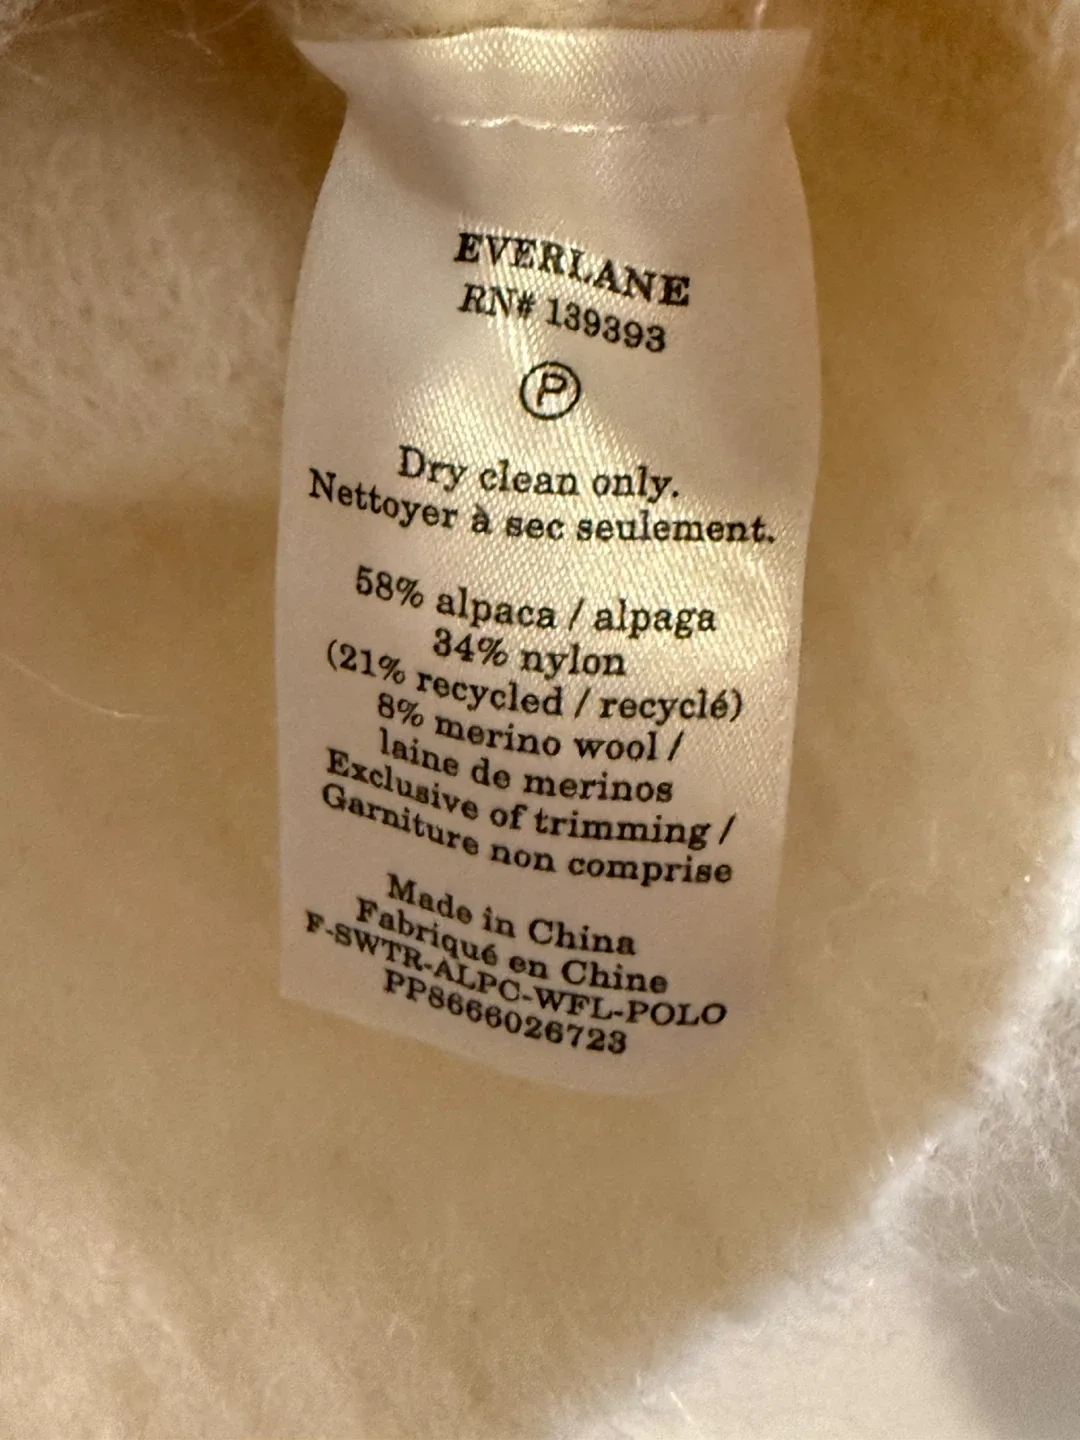 EVERLANE
RN# 139393
P
Dry clean only.
Nettoyer à sec seulement.
58% alpaca / alpaga
34% nylon
(21% recycled / recyclé)
8% merino wool /
laine de merinos
Exclusive of trimming /
Garniture non comprise
Made in China
Fabriqué en Chine
F-SWTR-ALPC-WFL-POLO
PP8666026723